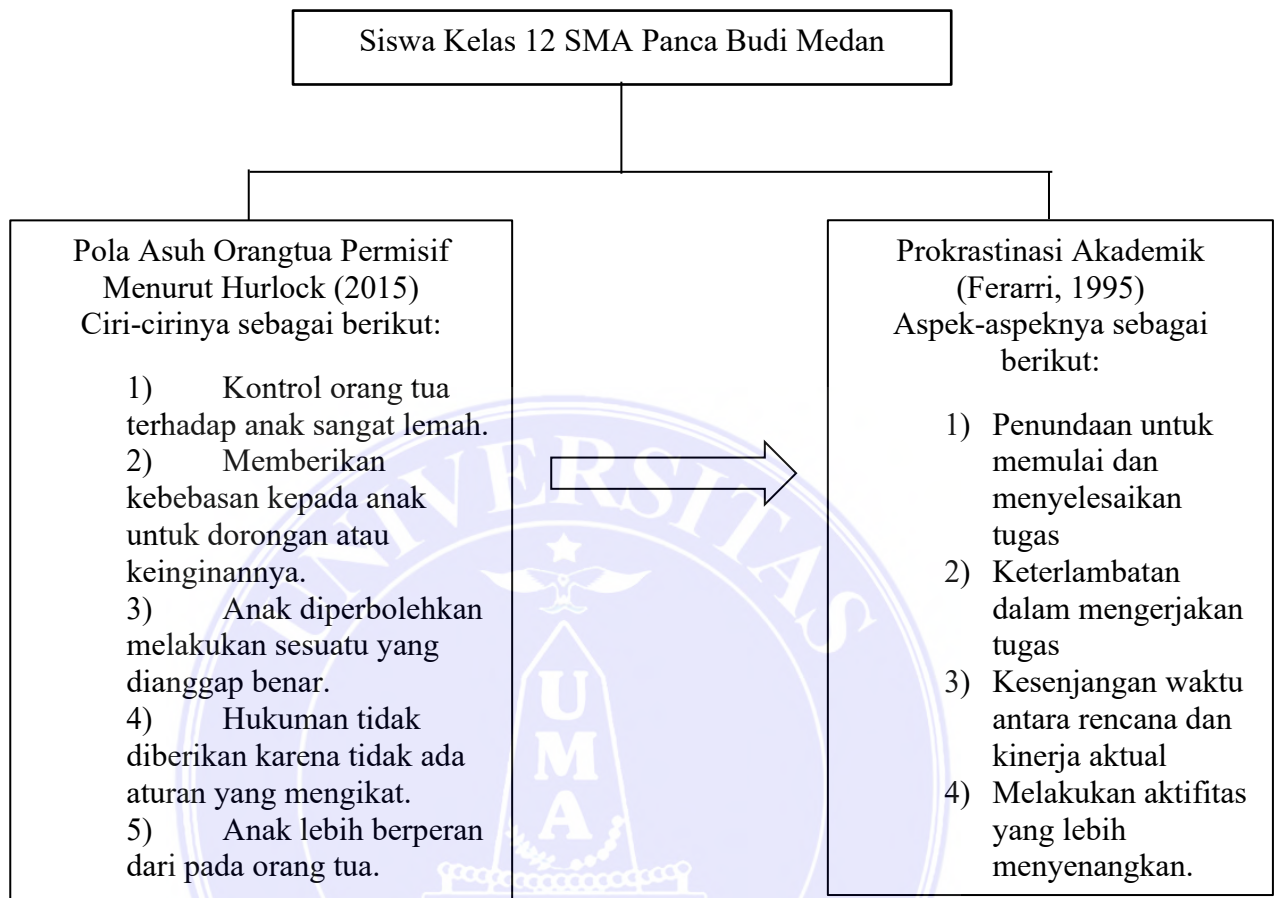 Siswa Kelas 12 SMA Panca Budi Medan
Pola Asuh Orangtua Permisif
Menurut Hurlock (2015)
Ciri-cirinya sebagai berikut:
1) Kontrol orang tua
terhadap anak sangat lemah.
2) Memberikan
kebebasan kepada anak
untuk dorongan atau
keinginannya.
3) Anak diperbolehkan
melakukan sesuatu yang
dianggap benar.
4) Hukuman tidak
diberikan karena tidak ada
aturan yang mengikat.
5) Anak lebih berperan
dari pada orang tua.
Prokrastinasi Akademik
(Ferarri, 1995)
Aspek-aspeknya sebagai
berikut:
1) Penundaan untuk
memulai dan
menyelesaikan
tugas
2) Keterlambatan
dalam mengerjakan
tugas
3) Kesenjangan waktu
antara rencana dan
kinerja aktual
4) Melakukan aktifitas
yang lebih
menyenangkan.
UNIVERSITAS
UMA